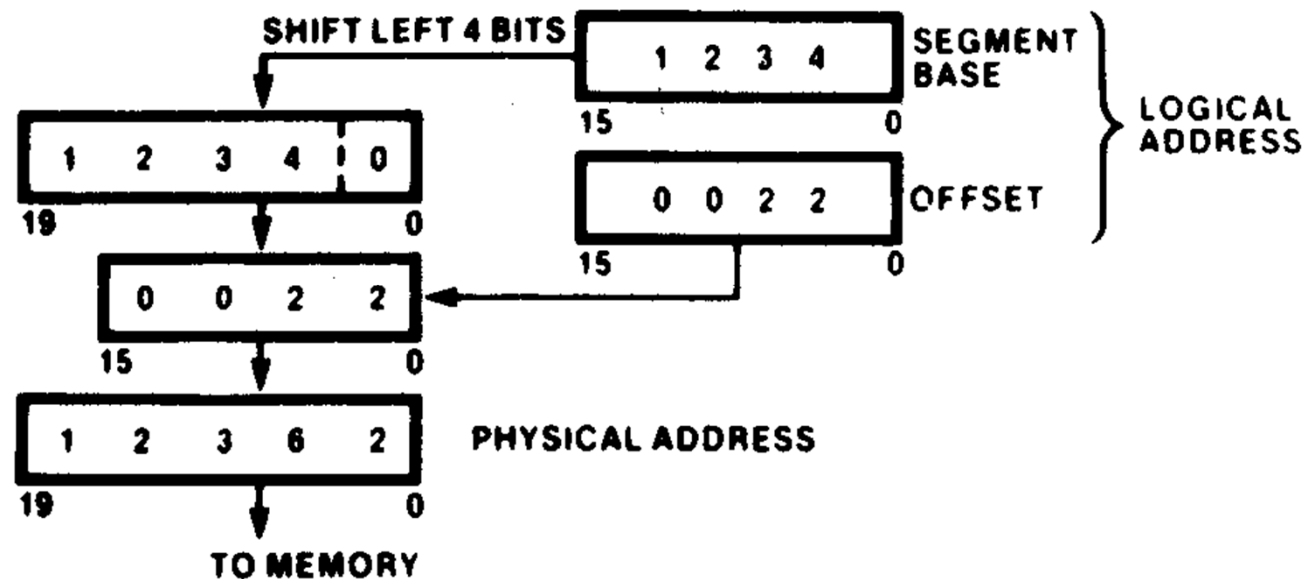 SHIFT LEFT 4 BITS
1 2 3 4
SEGMENT
BASE
15 0
LOGICAL
ADDRESS
1 2 3 4 0
19 0
0 0 2 2
OFFSET
15 0
0 0 2 2
15 0
1 2 3 6 2
PHYSICAL ADDRESS
19 0
TO MEMORY